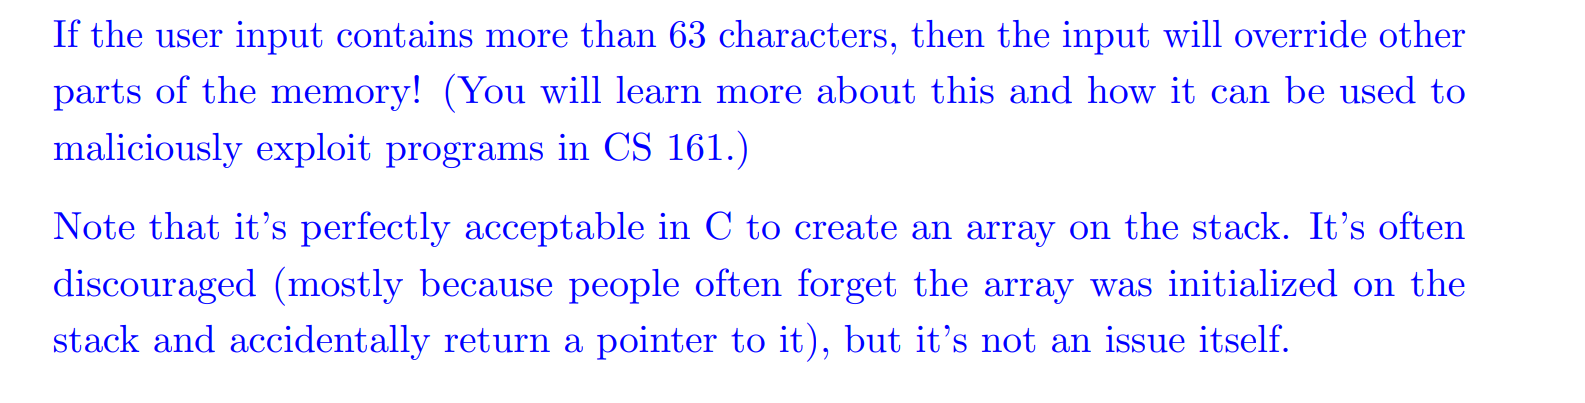 If the user input contains more than 63 characters, then the input will override other
parts of the memory! (You will learn more about this and how it can be used to
maliciously exploit programs in CS 161.)
Note that it’s perfectly acceptable in C to create an array on the stack. It’s often
discouraged (mostly because people often forget the array was initialized on the
stack and accidentally return a pointer to it), but it’s not an issue itself.